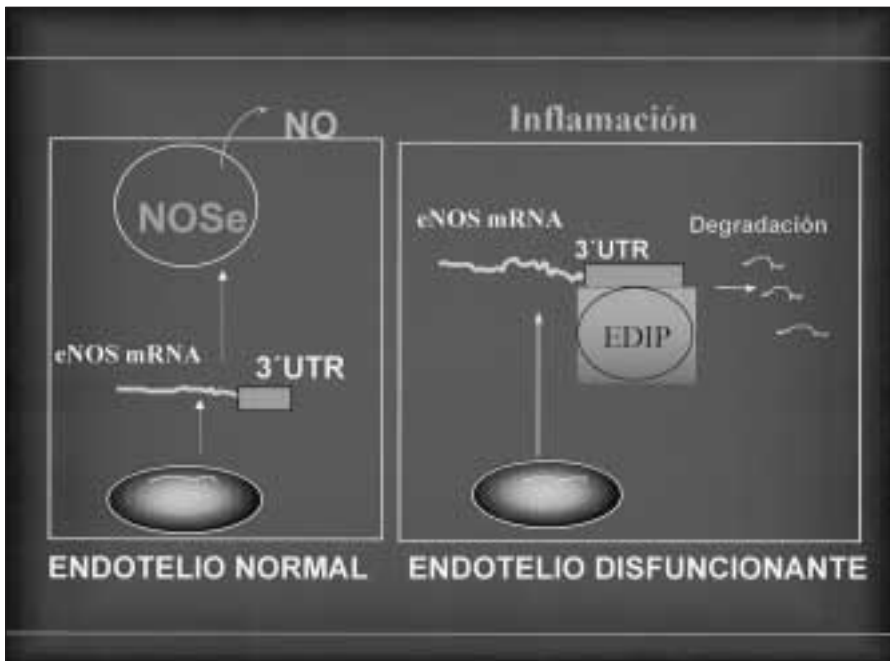 NO
NOSe
eNOS mRNA
3´UTR
ENDOTELIO NORMAL
Inflamación
eNOS mRNA
Degradación
3´UTR
EDIP
ENDOTELIO DISFUNCIONANTE